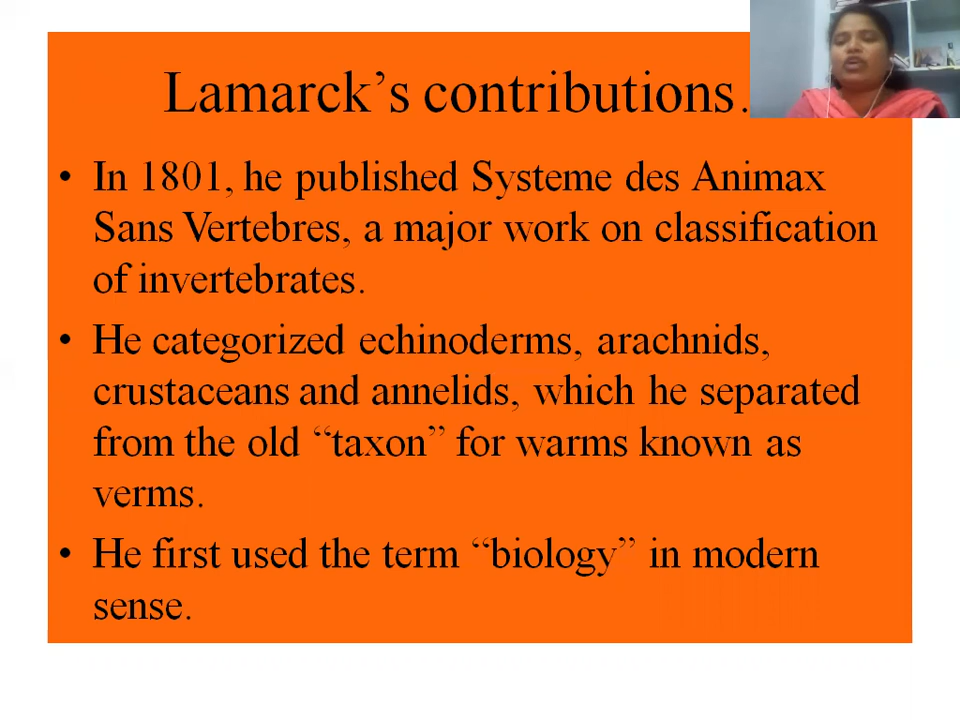 Lamarck’s contributions.
• In 1801, he published Systeme des Animax
Sans Vertebres, a major work on classification
of invertebrates.
• He categorized echinoderms, arachnids,
crustaceans and annelids, which he separated
from the old “taxon” for warms known as
verms.
• He first used the term “biology” in modern
sense.